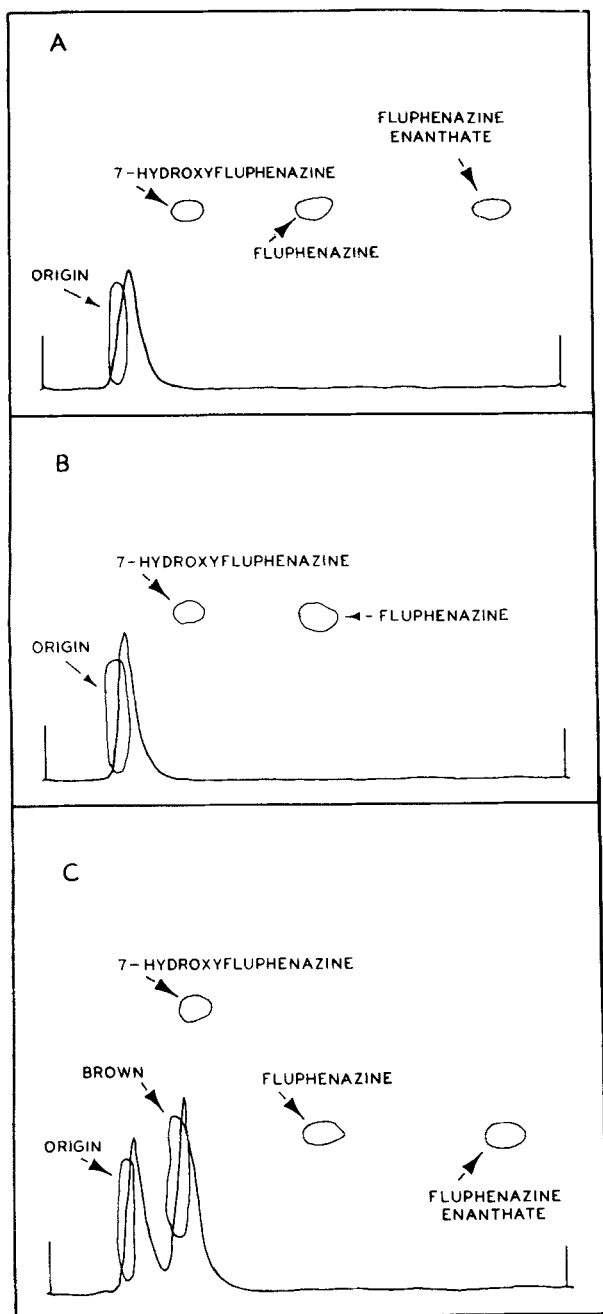 A
FLUPHENAZINE
ENANTHATE
7-HYDROXYFLUPHENAZINE
FLUPHENAZINE
ORIGIN
B
7-HYDROXYFLUPHENAZINE
FLUPHENAZINE
ORIGIN
C
7-HYDROXYFLUPHENAZINE
BROWN
FLUPHENAZINE
ORIGIN
FLUPHENAZINE
ENANTHATE